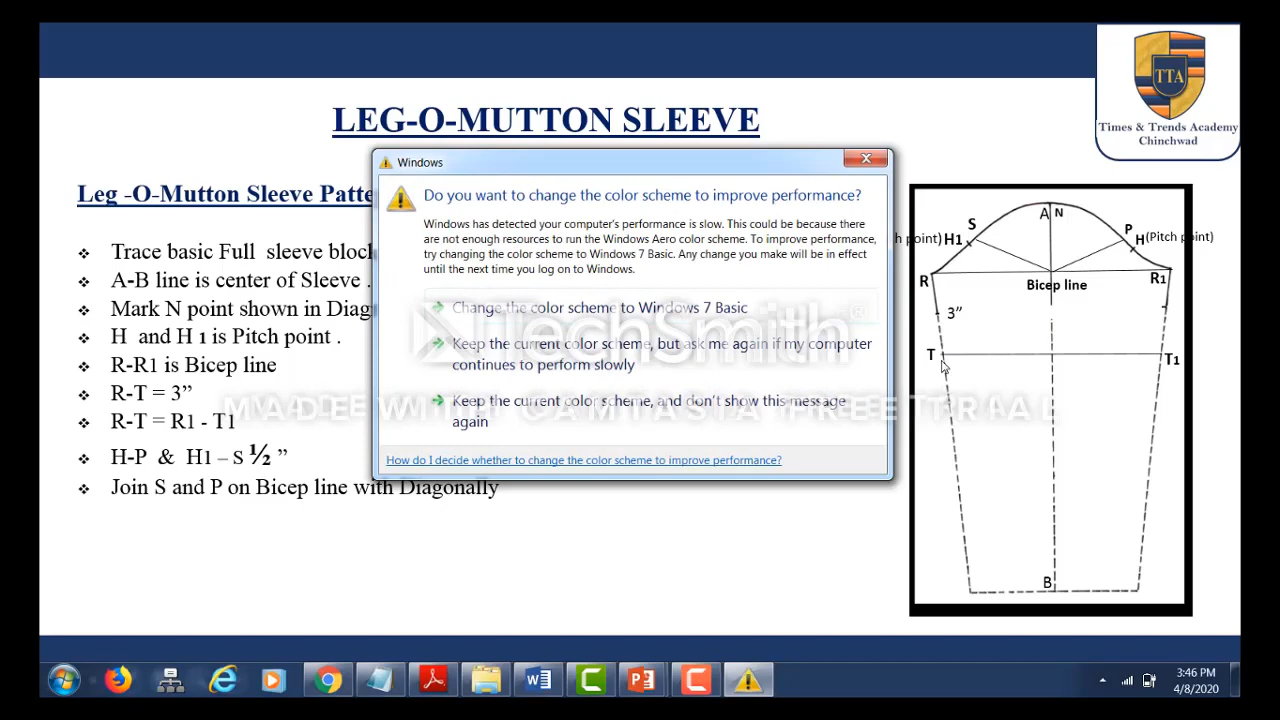 TTA
Times & Trends Academy
Chinchwad
LEG-O-MUTTON SLEEVE
Leg -O-Mutton Sleeve Patte
❖ Trace basic Full sleeve block
❖ A-B line is center of Sleeve .
❖ Mark N point shown in Diag
❖ H and H 1 is Pitch point .
❖ R-R1 is Bicep line
❖ R-T = 3”
❖ R-T = R1 - T1
❖ H-P & H1 – S ½ ”
❖ Join S and P on Bicep line with Diagonally
Windows
Do you want to change the color scheme to improve performance?
Windows has detected your computer's performance is slow. This could be because there
are not enough resources to run the Windows Aero color scheme. To improve performance,
try changing the color scheme to Windows 7 Basic. Any change you make will be in effect
until the next time you log on to Windows.
Change the color scheme to Windows 7 Basic
Keep the current color scheme, but ask me again if my computer
continues to perform slowly
Keep the current color scheme, and don't show this message
again
How do I decide whether to change the color scheme to improve performance?
TechSmith®
MADE WITH CAMTASIA FREE TRIAL
A N
S
P
h point) H1
H (Pitch point)
R
R1
Bicep line
3”
T
T1
B
3:46 PM
4/8/2020